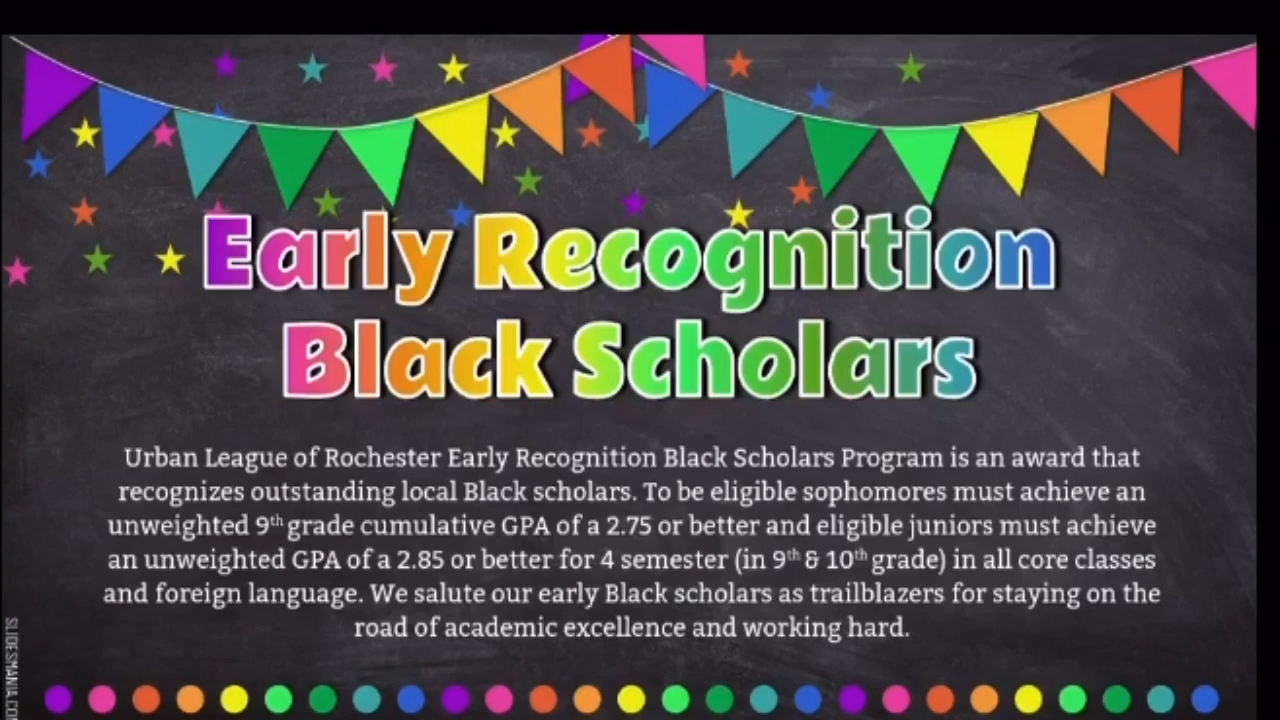 Early Recognition
Black Scholars
Urban League of Rochester Early Recognition Black Scholars Program is an award that
recognizes outstanding local Black scholars. To be eligible sophomores must achieve an
unweighted 9th grade cumulative GPA of a 2.75 or better and eligible juniors must achieve
an unweighted GPA of a 2.85 or better for 4 semester (in 9th & 10th grade) in all core classes
and foreign language. We salute our early Black scholars as trailblazers for staying on the
road of academic excellence and working hard.
SLIDESMANIA.COM